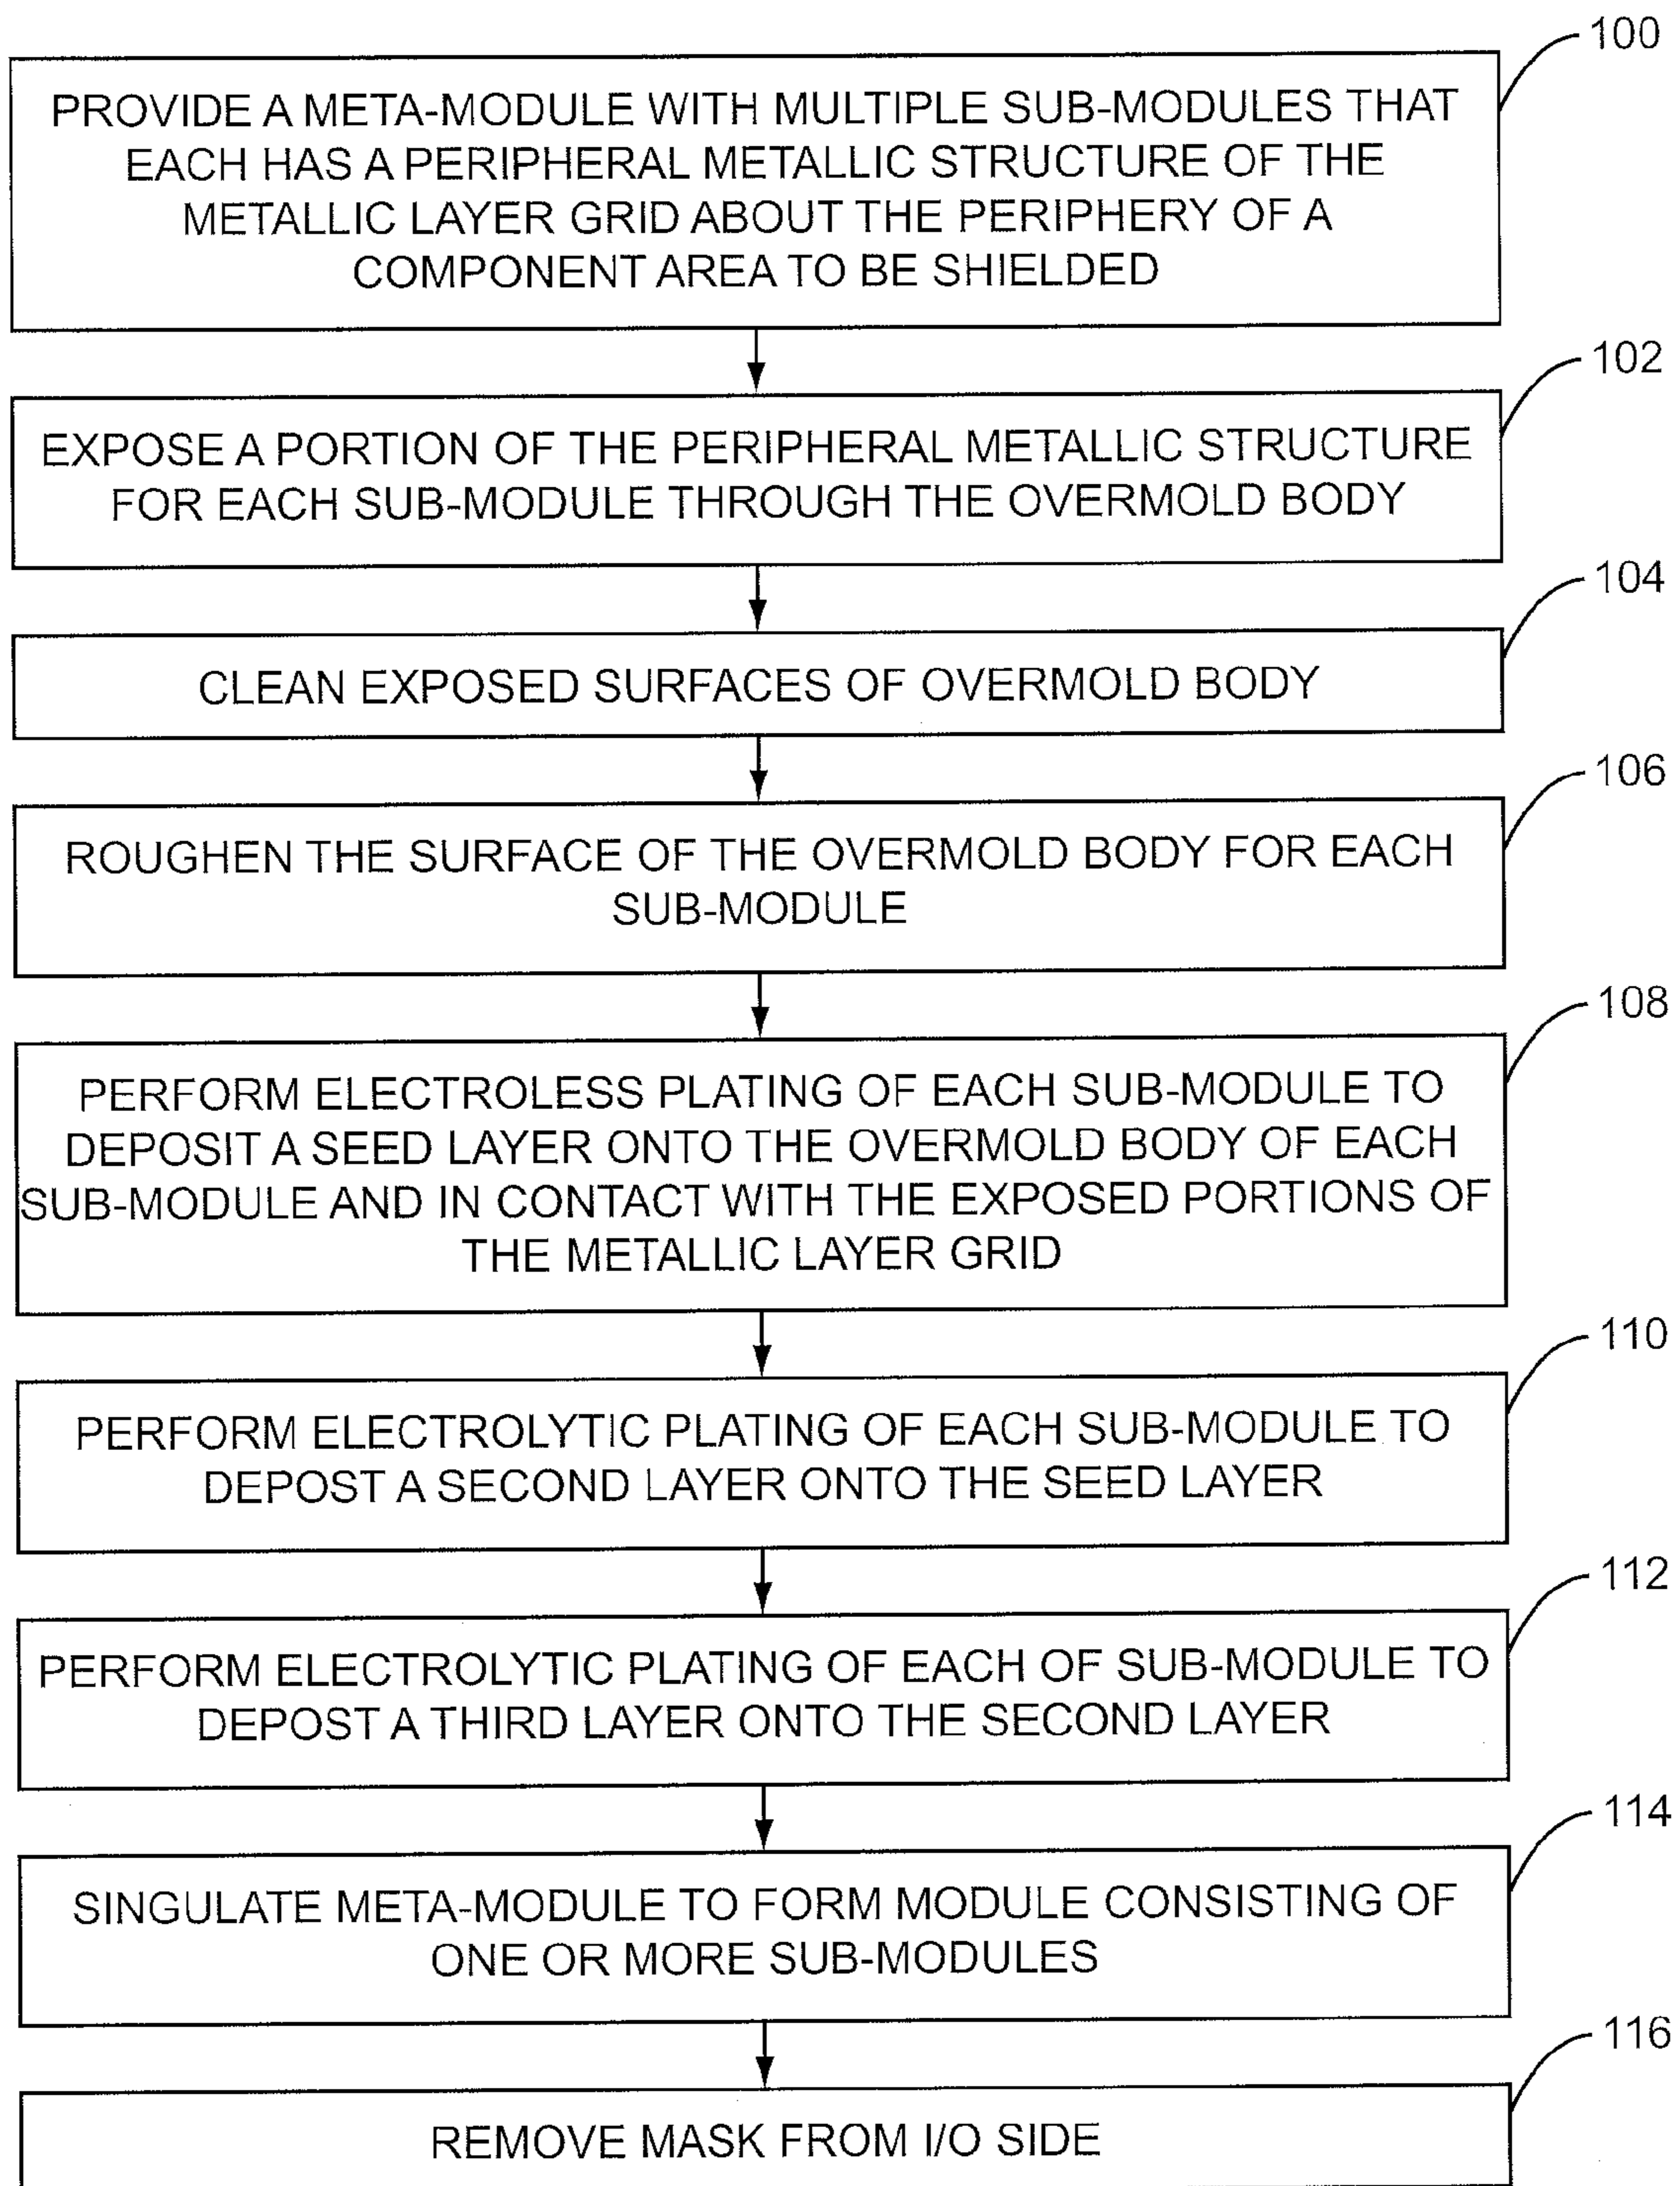 100
PROVIDE A META-MODULE WITH MULTIPLE SUB-MODULES THAT
EACH HAS A PERIPHERAL METALLIC STRUCTURE OF THE
METALLIC LAYER GRID ABOUT THE PERIPHERY OF A
COMPONENT AREA TO BE SHIELDED
102
EXPOSE A PORTION OF THE PERIPHERAL METALLIC STRUCTURE
FOR EACH SUB-MODULE THROUGH THE OVERMOLD BODY
104
CLEAN EXPOSED SURFACES OF OVERMOLD BODY
106
ROUGHEN THE SURFACE OF THE OVERMOLD BODY FOR EACH
SUB-MODULE
108
PERFORM ELECTROLESS PLATING OF EACH SUB-MODULE TO
DEPOSIT A SEED LAYER ONTO THE OVERMOLD BODY OF EACH
SUB-MODULE AND IN CONTACT WITH THE EXPOSED PORTIONS OF
THE METALLIC LAYER GRID
110
PERFORM ELECTROLYTIC PLATING OF EACH SUB-MODULE TO
DEPOST A SECOND LAYER ONTO THE SEED LAYER
112
PERFORM ELECTROLYTIC PLATING OF EACH OF SUB-MODULE TO
DEPOST A THIRD LAYER ONTO THE SECOND LAYER
114
SINGULATE META-MODULE TO FORM MODULE CONSISTING OF
ONE OR MORE SUB-MODULES
116
REMOVE MASK FROM I/O SIDE